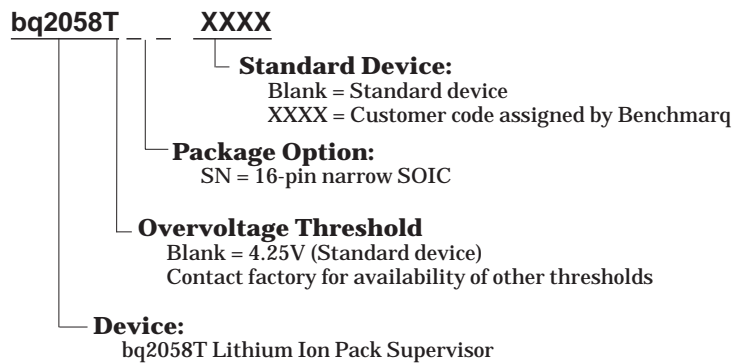 bq2058T _ _ XXXX
Standard Device:
Blank = Standard device
XXXX = Customer code assigned by Benchmarq
Package Option:
SN = 16-pin narrow SOIC
Overvoltage Threshold
Blank = 4.25V (Standard device)
Contact factory for availability of other thresholds
Device:
bq2058T Lithium Ion Pack Supervisor